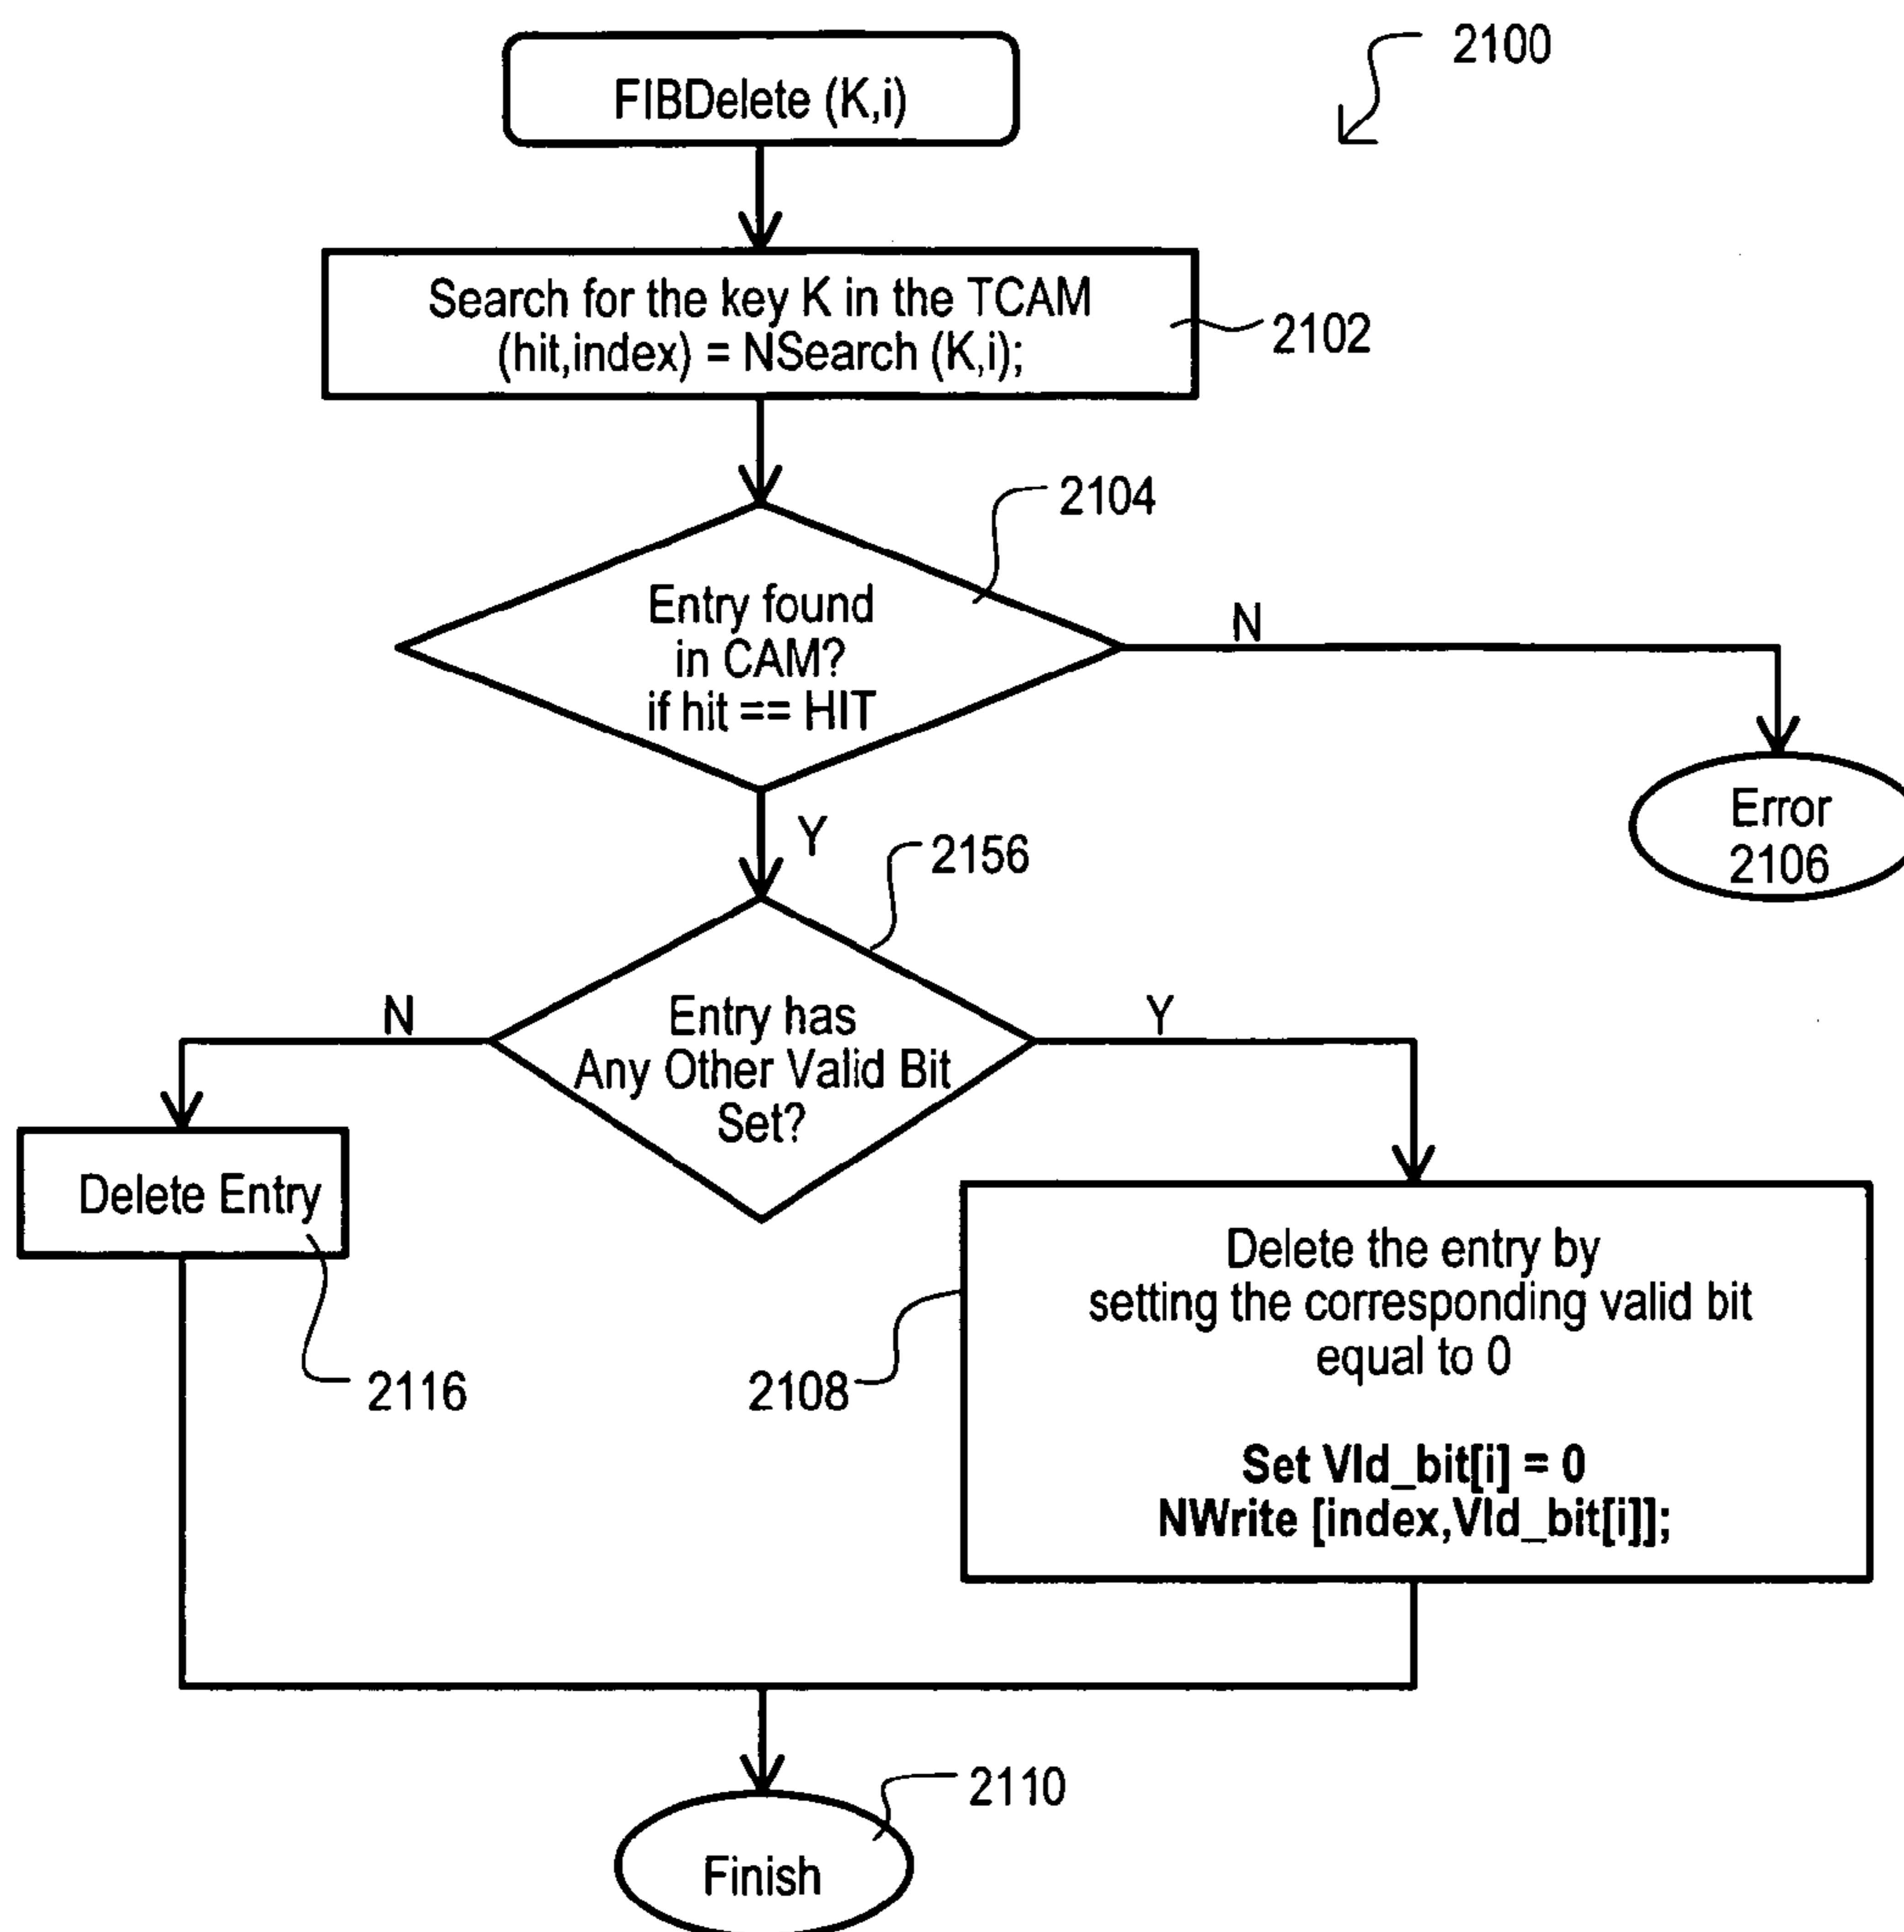 2100
FIBDelete (K,i)
Search for the key K in the TCAM
(hit,index) = NSearch (K,i);
2102
2104
Entry found
in CAM?
if hit == HIT
N
Error
2106
Y
2156
N
Entry has
Any Other Valid Bit
Set?
Y
Delete Entry
2116
Delete the entry by
setting the corresponding valid bit
equal to 0
2108
Set Vld_bit[i] = 0
NWrite [index,Vld_bit[i]];
2110
Finish